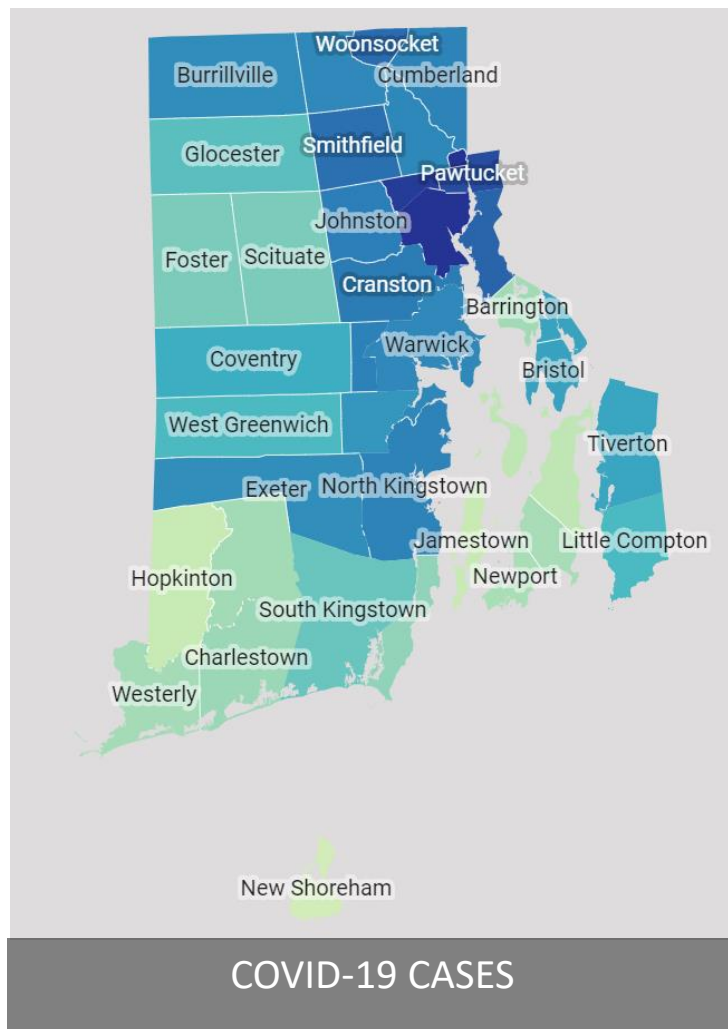 Woonsocket
Burrillville
Cumberland
Smithfield
Glocester
Pawtucket
Johnston
Foster
Scituate
Cranston
Barrington
Warwick
Coventry
Bristol
West Greenwich
Tiverton
Exeter
North Kingstown
Jamestown
Little Compton
Hopkinton
Newport
South Kingstown
Charlestown
Westerly
New Shoreham
COVID-19 CASES